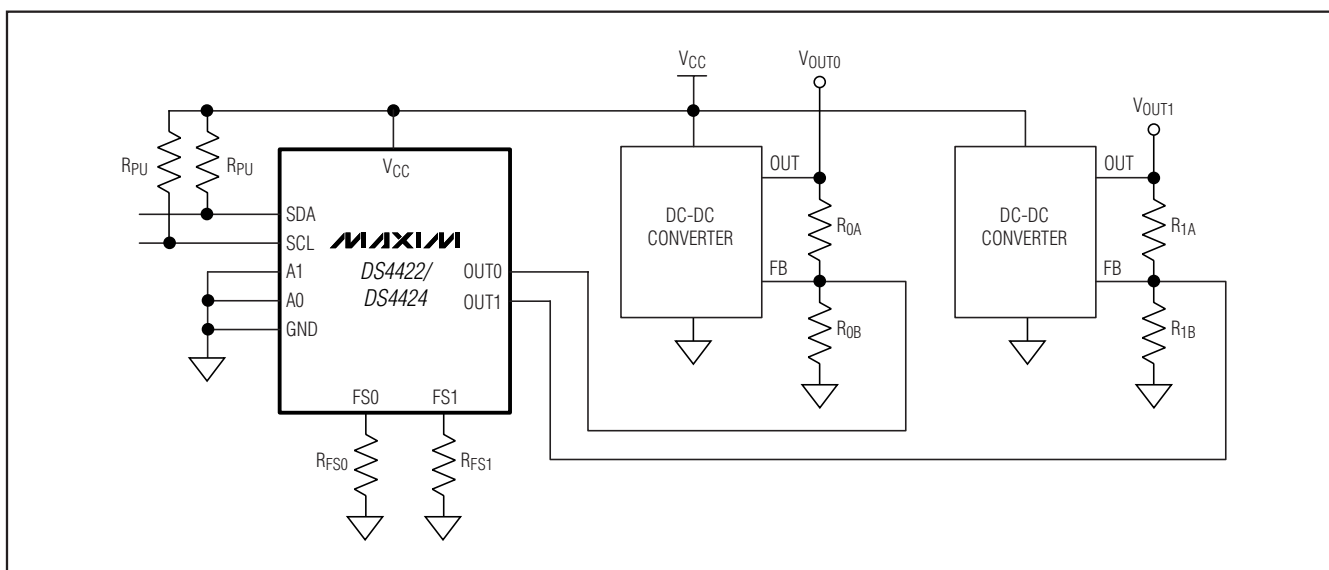 VCC
VOUT0
VOUT1
RPU
RPU
VCC
SDA
SCL
A1
A0
GND
MAXIM
DS4422/
DS4424
OUT0
OUT1
FS0
FS1
RFS0
RFS1
DC-DC
CONVERTER
OUT
FB
R0A
R0B
DC-DC
CONVERTER
OUT
FB
R1A
R1B